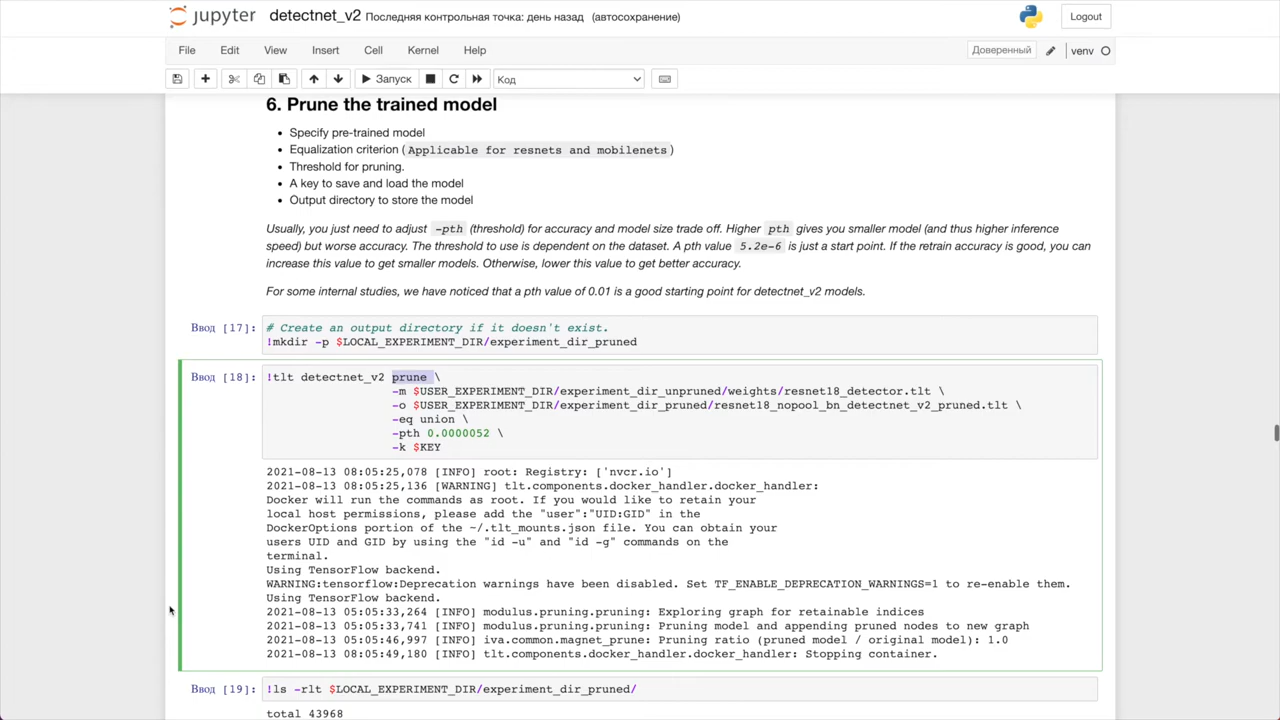 jupyter detectnet_v2 Последняя контрольная точка: день назад (автосохранение) Logout
File Edit View Insert Cell Kernel Help Доверенный venv
Запуск Код
6. Prune the trained model
• Specify pre-trained model
• Equalization criterion ( Applicable for resnets and mobilenets )
• Threshold for pruning.
• A key to save and load the model
• Output directory to store the model
Usually, you just need to adjust -pth (threshold) for accuracy and model size trade off. Higher pth gives you smaller model (and thus higher inference
speed) but worse accuracy. The threshold to use is dependent on the dataset. A pth value 5.2e-6 is just a start point. If the retrain accuracy is good, you can
increase this value to get smaller models. Otherwise, lower this value to get better accuracy.
For some internal studies, we have noticed that a pth value of 0.01 is a good starting point for detectnet_v2 models.
Ввод [17]: # Create an output directory if it doesn't exist.
!mkdir -p $LOCAL_EXPERIMENT_DIR/experiment_dir_pruned
Ввод [18]: !tlt detectnet_v2 prune \
-m $USER_EXPERIMENT_DIR/experiment_dir_unpruned/weights/resnet18_detector.tlt \
-o $USER_EXPERIMENT_DIR/experiment_dir_pruned/resnet18_nopool_bn_detectnet_v2_pruned.tlt \
-eq union \
-pth 0.0000052 \
-k $KEY
2021-08-13 08:05:25,078 [INFO] root: Registry: ['nvcr.io']
2021-08-13 08:05:25,136 [WARNING] tlt.components.docker_handler.docker_handler:
Docker will run the commands as root. If you would like to retain your
local host permissions, please add the "user":"UID:GID" in the
DockerOptions portion of the ~/.tlt_mounts.json file. You can obtain your
users UID and GID by using the "id -u" and "id -g" commands on the
terminal.
Using TensorFlow backend.
WARNING:tensorflow:Deprecation warnings have been disabled. Set TF_ENABLE_DEPRECATION_WARNINGS=1 to re-enable them.
Using TensorFlow backend.
2021-08-13 05:05:33,264 [INFO] modulus.pruning.pruning: Exploring graph for retainable indices
2021-08-13 05:05:33,741 [INFO] modulus.pruning.pruning: Pruning model and appending pruned nodes to new graph
2021-08-13 05:05:46,997 [INFO] iva.common.magnet_prune: Pruning ratio (pruned model / original model): 1.0
2021-08-13 08:05:49,180 [INFO] tlt.components.docker_handler.docker_handler: Stopping container.
Ввод [19]: !ls -rlt $LOCAL_EXPERIMENT_DIR/experiment_dir_pruned/
total 43968